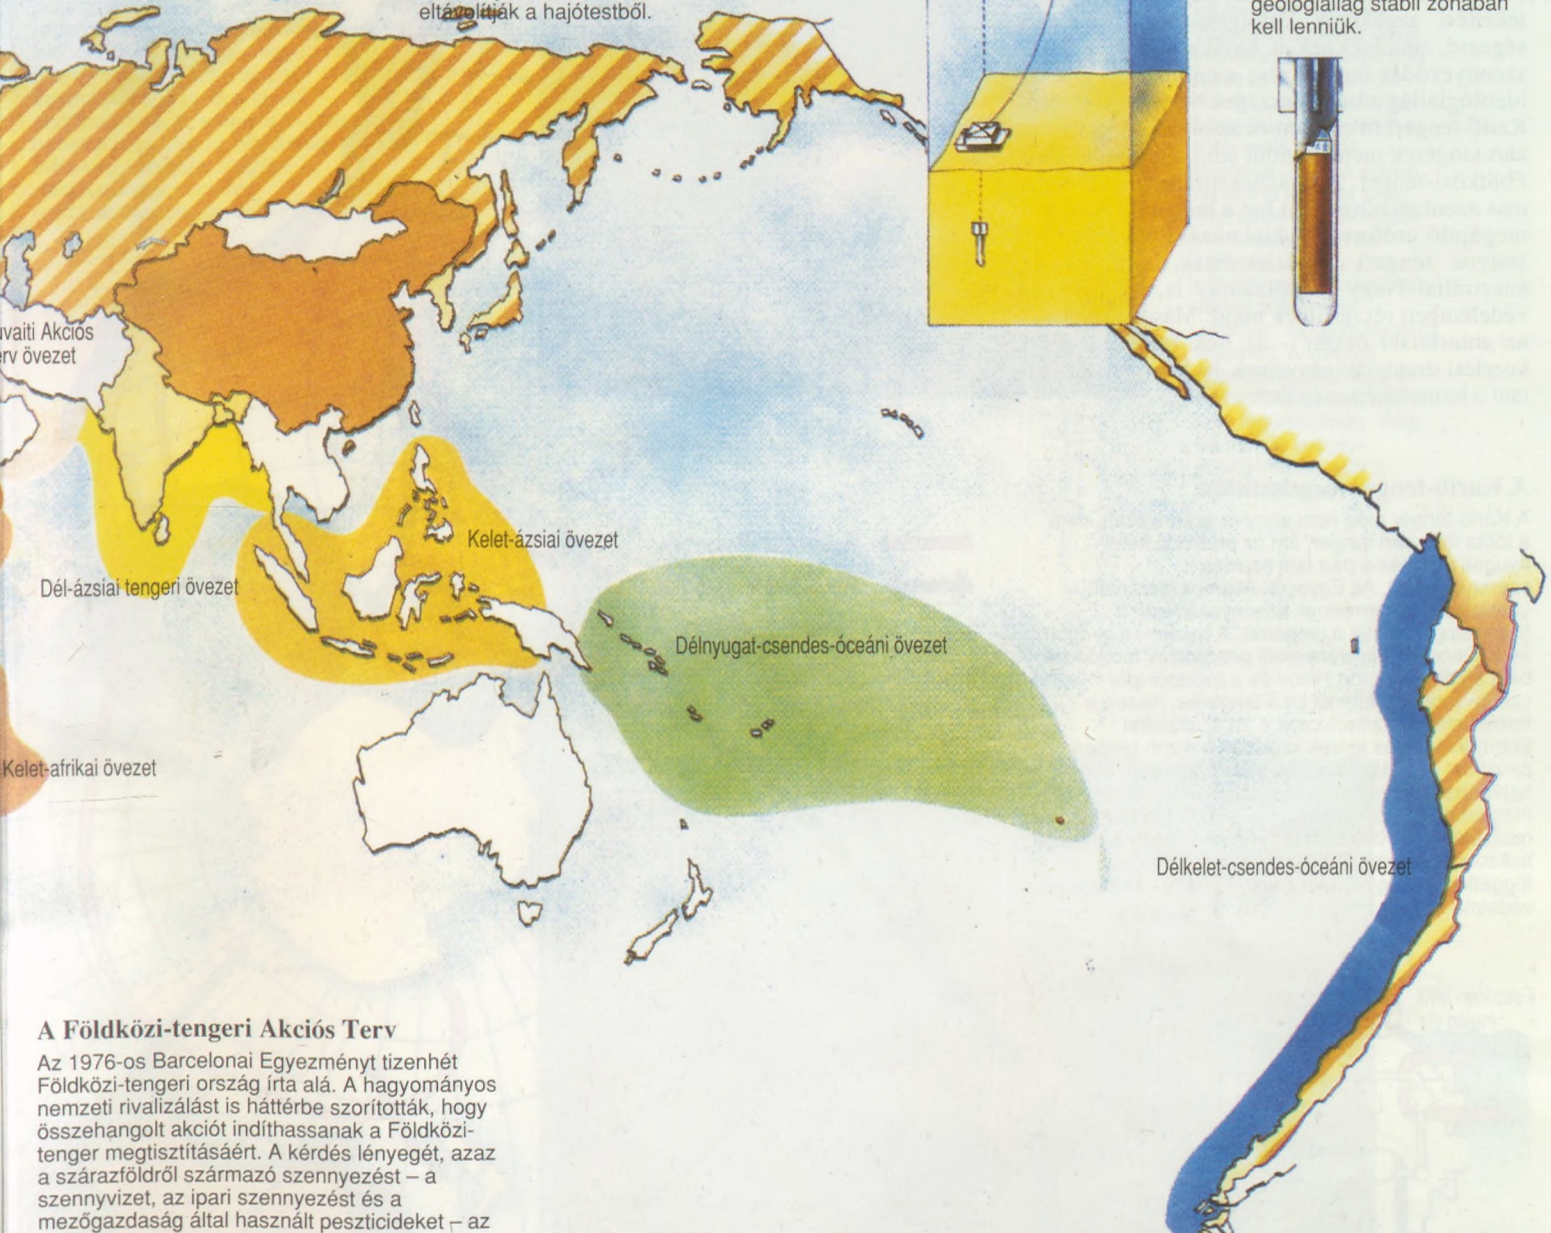 eltávolítják a hajótestből.
geológiailag stabil zónában
kell lenniük.
uvaiti Akciós
erv övezet
Kelet-ázsiai övezet
Dél-ázsiai tengeri övezet
Délnyugat-csendes-óceáni övezet
Kelet-afrikai övezet
Délkelet-csendes-óceáni övezet
A Földközi-tengeri Akciós Terv
Az 1976-os Barcelonai Egyezményt tizenhét
Földközi-tengeri ország írta alá. A hagyományos
nemzeti rivalizálást is háttérbe szorították, hogy
összehangolt akciót indíthassanak a Földközi-
tenger megtisztításáért. A kérdés lényegét, azaz
a szárazföldről származó szennyezést – a
szennyvizet, az ipari szennyezést és a
mezőgazdaság által használt peszticideket – az